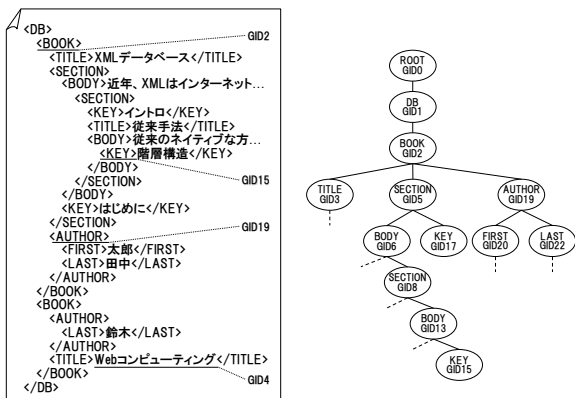 <DB>
<BOOK>
GID2
<TITLE>XMLデータベース</TITLE>
<SECTION>
<BODY>近年、XMLはインターネット...
<SECTION>
<KEY>イントロ</KEY>
<TITLE>従来手法</TITLE>
<BODY>従来のネイティブな方...
<KEY>階層構造</KEY>
</BODY>
</SECTION>
GID15
</BODY>
<KEY>はじめに</KEY>
</SECTION>
GID19
<AUTHOR>
<FIRST>太郎</FIRST>
<LAST>田中</LAST>
</AUTHOR>
</BOOK>
<BOOK>
<AUTHOR>
<LAST>鈴木</LAST>
</AUTHOR>
<TITLE>Webコンピューティング</TITLE>
</BOOK>
GID4
</DB>
ROOT
GID0
DB
GID1
BOOK
GID2
TITLE
GID3
SECTION
GID5
AUTHOR
GID19
BODY
GID6
KEY
GID17
FIRST
GID20
LAST
GID22
SECTION
GID8
BODY
GID13
KEY
GID15